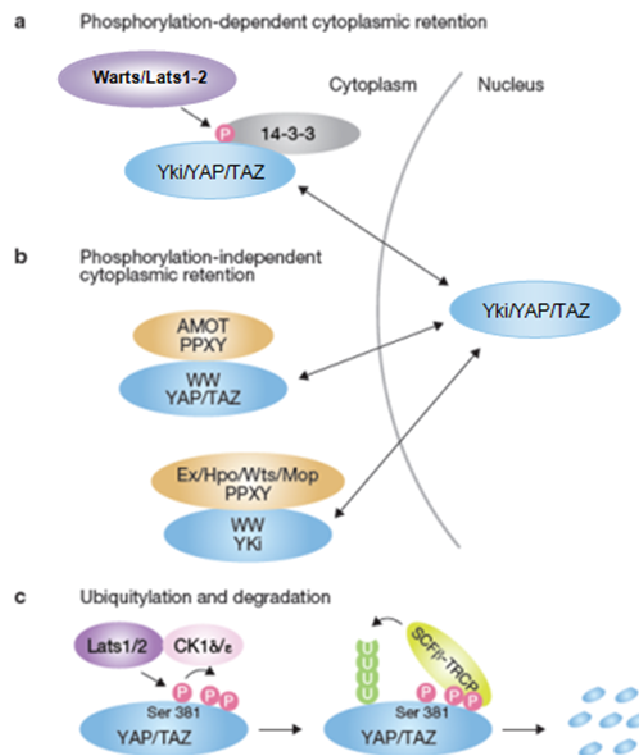 a Phosphorylation-dependent cytoplasmic retention
Warts/Lats1-2
Cytoplasm Nucleus
P 14-3-3
Yki/YAP/TAZ
b Phosphorylation-independent
cytoplasmic retention
Yki/YAP/TAZ
AMOT
PPXY
WW
YAP/TAZ
Ex/Hpo/Wts/Mop
PPXY
WW
YKi
c Ubiquitylation and degradation
Lats1/2 CK1δ/ε
P P P
Ser 381
YAP/TAZ
U
U
U
U
SCFβ-TRCP
P P P
Ser 381
YAP/TAZ